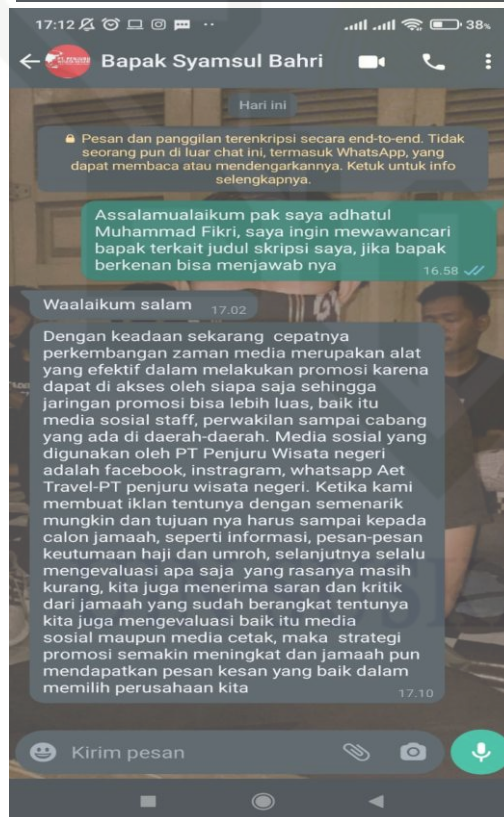 17:12 38%
Bapak Syamsul Bahri
Hari ini
Pesan dan panggilan terenkripsi secara end-to-end. Tidak
seorang pun di luar chat ini, termasuk WhatsApp, yang
dapat membaca atau mendengarkannya. Ketuk untuk info
selengkapnya.
Assalamualaikum pak saya adhatul
Muhammad Fikri, saya ingin mewawancari
bapak terkait judul skripsi saya, jika bapak
berkenan bisa menjawab nya
16.58
Waalaikum salam 17.02
Dengan keadaan sekarang cepatnya
perkembangan zaman media merupakan alat
yang efektif dalam melakukan promosi karena
dapat di akses oleh siapa saja sehingga
jaringan promosi bisa lebih luas, baik itu
media sosial staff, perwakilan sampai cabang
yang ada di daerah-daerah. Media sosial yang
digunakan oleh PT Penjuru Wisata negeri
adalah facebook, instragram, whatsapp Aet
Travel-PT penjuru wisata negeri. Ketika kami
membuat iklan tentunya dengan semenarik
mungkin dan tujuan nya harus sampai kepada
calon jamaah, seperti informasi, pesan-pesan
keutumaan haji dan umroh, selanjutnya selalu
mengevaluasi apa saja yang rasanya masih
kurang, kita juga menerima saran dan kritik
dari jamaah yang sudah berangkat tentunya
kita juga mengevaluasi baik itu media
sosial maupun media cetak, maka strategi
promosi semakin meningkat dan jamaah pun
mendapatkan pesan kesan yang baik dalam
memilih perusahaan kita
17.10
Kirim pesan